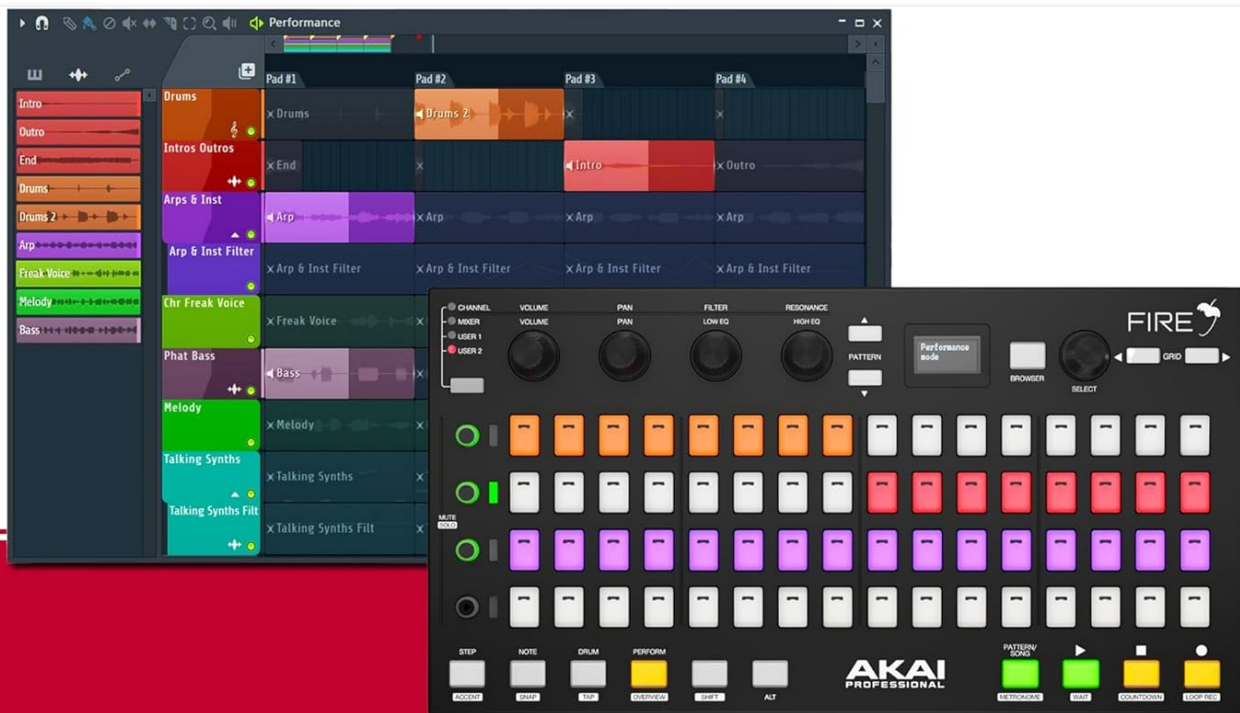 Performance
Pad #1 Pad #2 Pad #3 Pad #4
Intro
Outro
End
Drums
Drums 2
Arp
Freak Voice
Melody
Bass
Drums
Drums Drums 2
Intros Outros
End Intro Outro
Arps & Inst
Arp Arp Arp Arp
Arp & Inst Filter
Arp & Inst Filter Arp & Inst Filter Arp & Inst Filter Arp & Inst Filter
Chr Freak Voice
Freak Voice
Phat Bass
Bass
Melody
Melody
Talking Synths
Talking Synths
Talking Synths Filt
Talking Synths Filt
CHANNEL
MIXER
USER 1
USER 2
VOLUME PAN FILTER RESONANCE
VOLUME PAN LOW EQ HIGH EQ
PATTERN
Performance
mode
BROWSER
SELECT
FIRE
GRID
MUTE
SOLO
STEP NOTE DRUM PERFORM
ACCENT SNAP TAP OVERVIEW SHIFT ALT
AKAI
PROFESSIONAL
PATTERN/
SONG
METRONOME WAIT COUNTDOWN LOOP REC